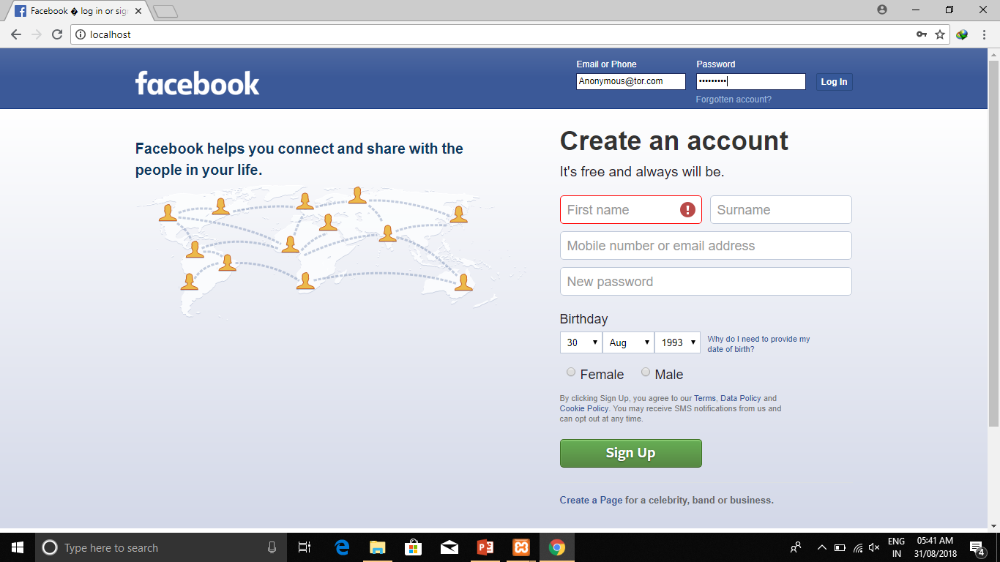 Facebook � log in or sig
localhost
Email or Phone
Password
facebook
Anonymous@tor.com
•••••••••
Log In
Forgotten account?
Facebook helps you connect and share with the
people in your life.
Create an account
It's free and always will be.
First name
Surname
Mobile number or email address
New password
Birthday
30
Aug
1993
Why do I need to provide my
date of birth?
Female
Male
By clicking Sign Up, you agree to our Terms, Data Policy and
Cookie Policy. You may receive SMS notifications from us and
can opt out at any time.
Sign Up
Create a Page for a celebrity, band or business.
Type here to search
ENG
IN
05:41 AM
31/08/2018
4